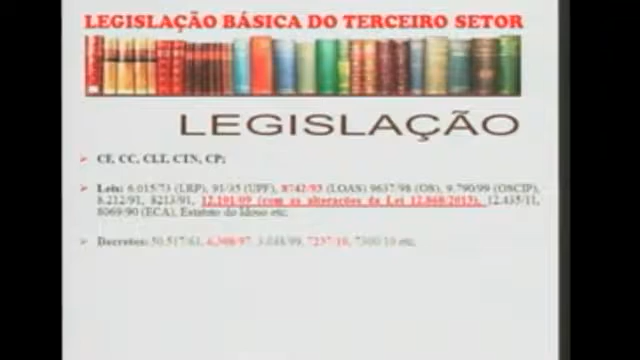 LEGISLAÇÃO BÁSICA DO TERCEIRO SETOR
LEGISLAÇÃO
CF, CC, CLT, CTN, CP;
Leis: 6.015/73 (LRP), 91/35 (UPF), 8742/93 (LOAS) 9637/98 (OS), 9.790/99 (OSCIP),
8.212/91, 8213/91, 12.101/09 (com as alterações da Lei 12.868/2013), 12.435/11,
8069/90 (ECA), Estatuto do Idoso etc.
Decretos: 50.517/61, 3.048/99, 7237/10, 7300/10 etc.